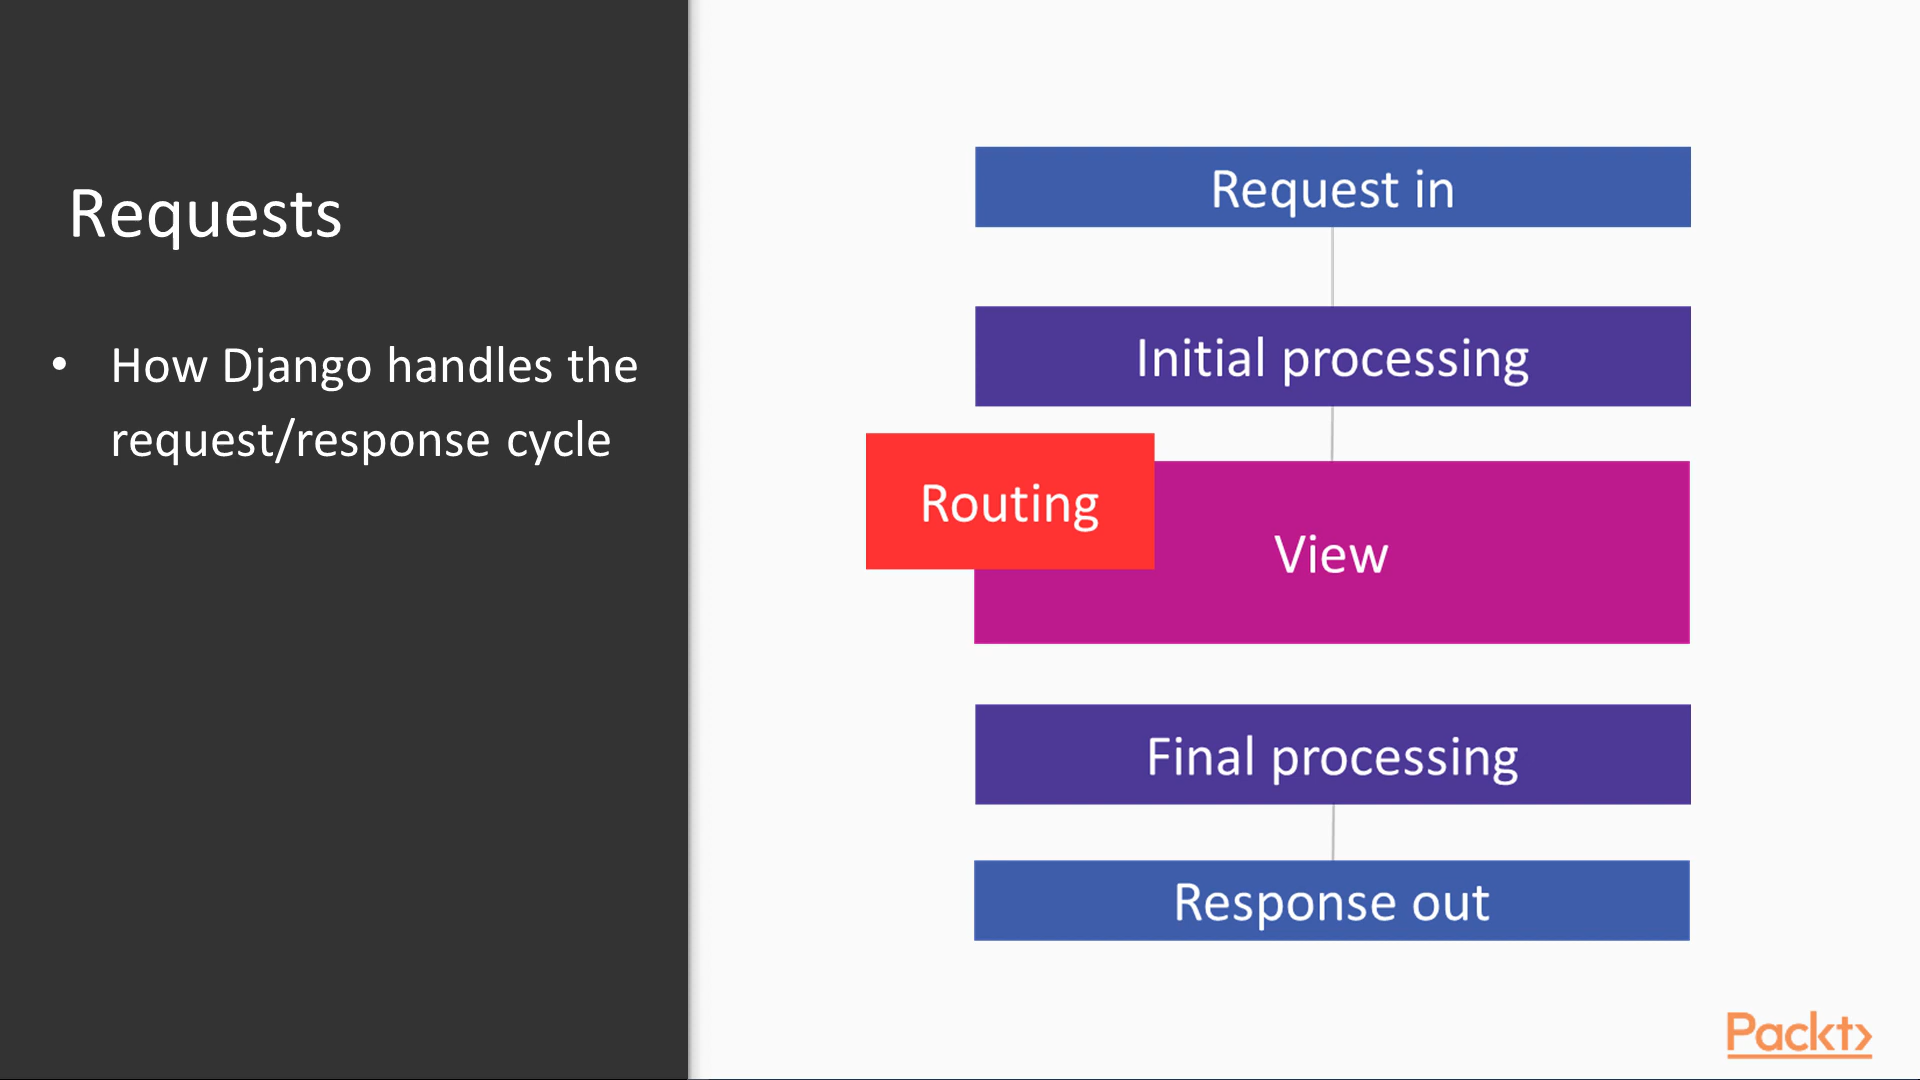 Requests
• How Django handles the
request/response cycle
Request in
Initial processing
Routing
View
Final processing
Response out
Packt>